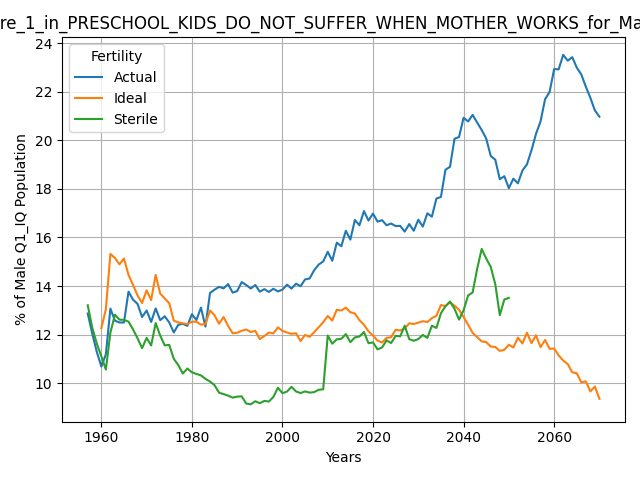 re_1_in_PRESCHOOL_KIDS_DO_NOT_SUFFER_WHEN_MOTHER_WORKS_for_Ma
Fertility
Actual
Ideal
Sterile
% of Male Q1_IQ Population
24
22
20
18
16
14
12
10
1960
1980
2000
2020
2040
2060
Years